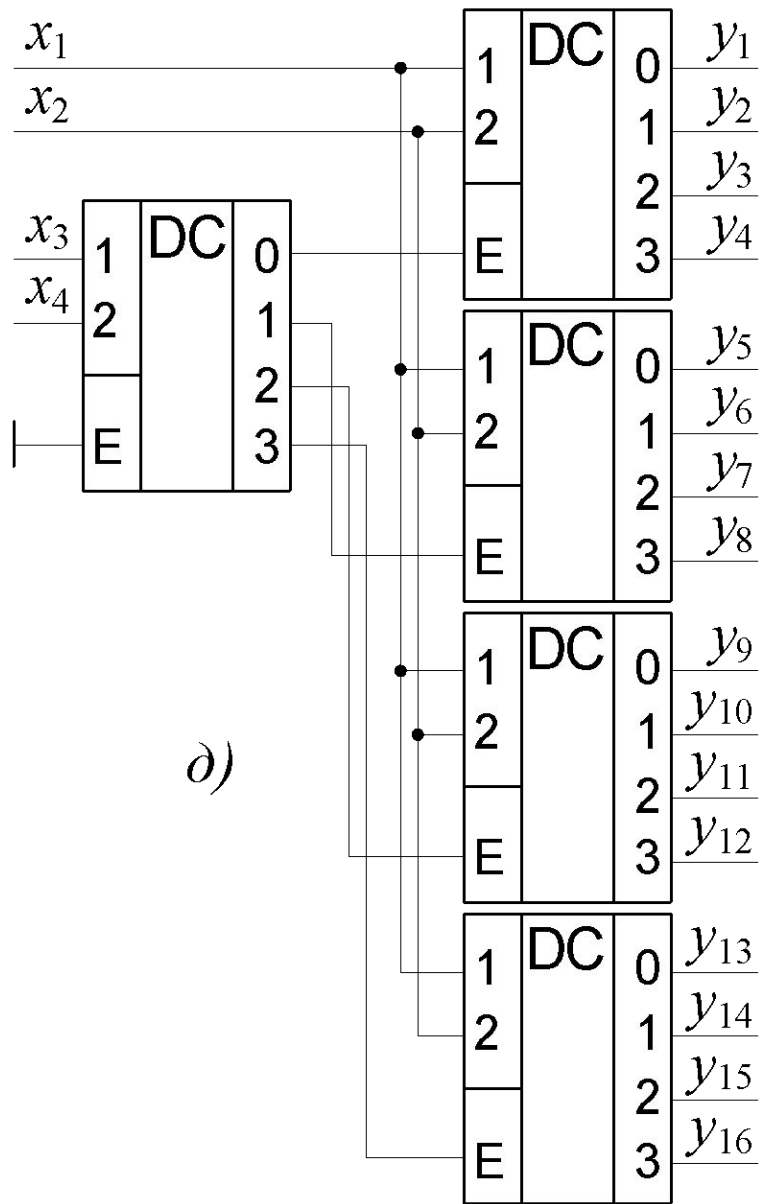 x1
x2
1 DC 0 y1
2 1 y2
2 y3
E 3 y4
x3 1 DC 0
x4 2 1
2
E 3
1 DC 0 y5
2 1 y6
2 y7
E 3 y8
1 DC 0 y9
2 1 y10
2 y11
E 3 y12
д)
1 DC 0 y13
2 1 y14
2 y15
E 3 y16